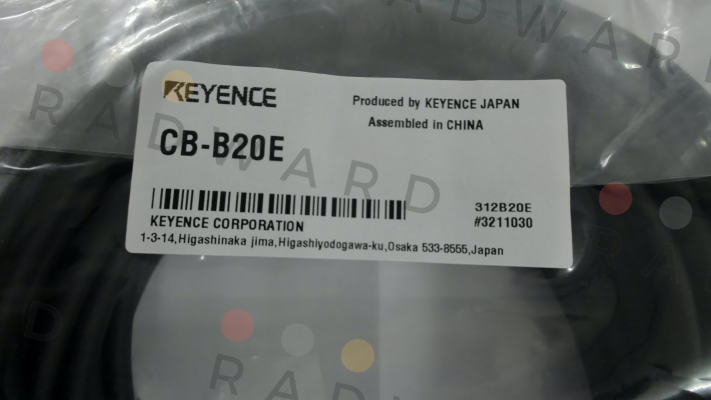 KEYENCE
Produced by KEYENCE JAPAN
Assembled in CHINA
CB-B20E
312B20E
KEYENCE CORPORATION
#3211030
1-3-14,Higashinaka jima,Higashiyodogawa-ku,Osaka 533-8555,Japan
RADWARD
RADWARD